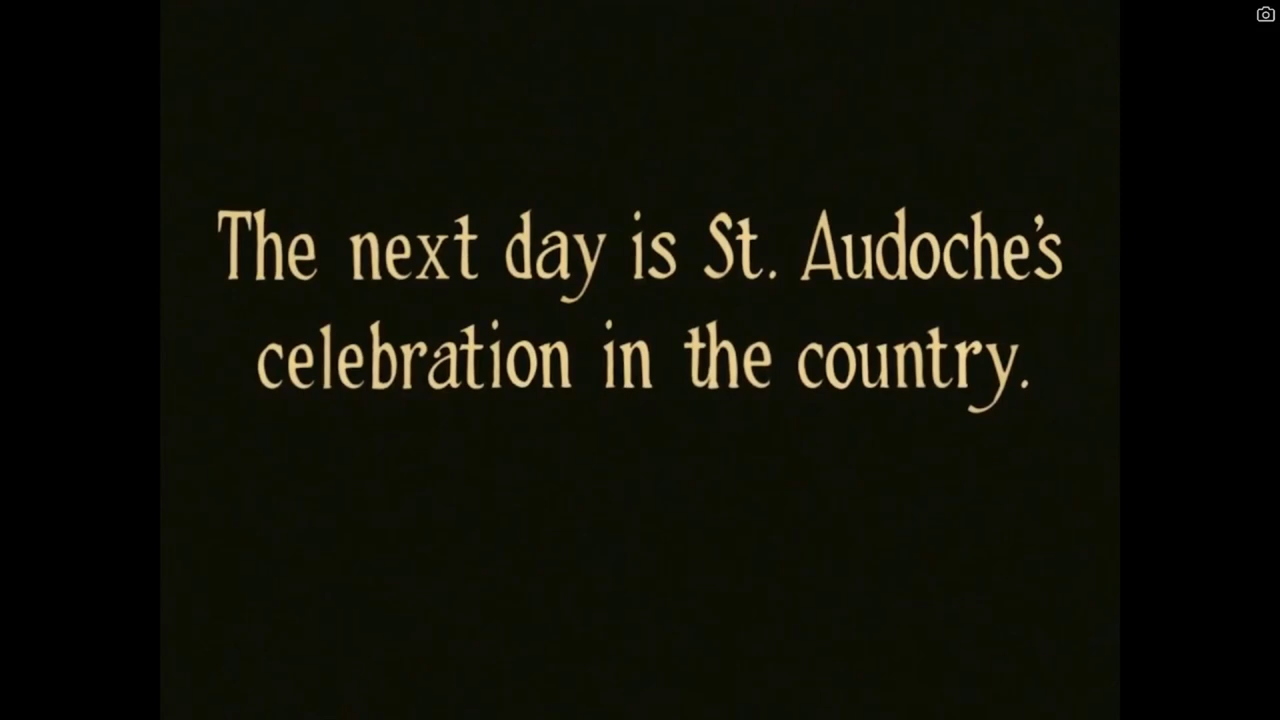 The next day is St. Audoche's
celebration in the country.